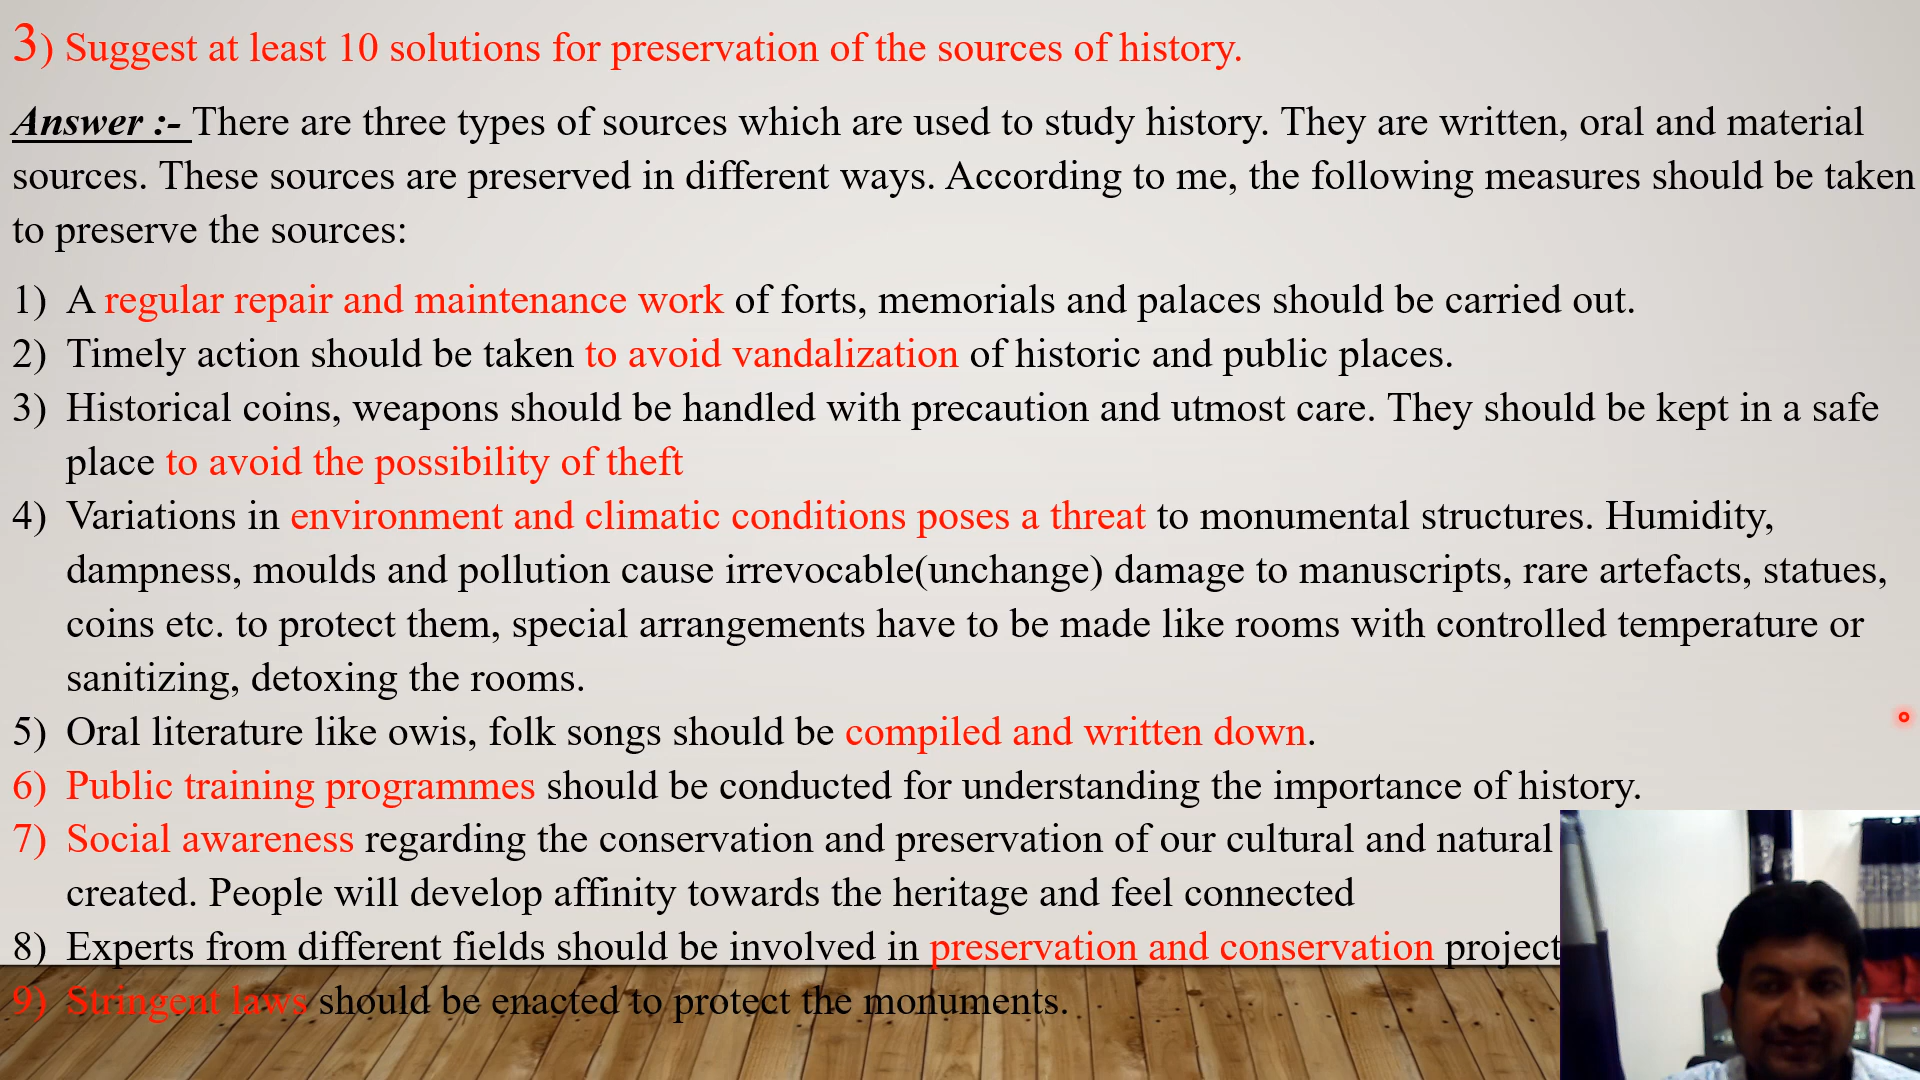 3) Suggest at least 10 solutions for preservation of the sources of history.
Answer :- There are three types of sources which are used to study history. They are written, oral and material
sources. These sources are preserved in different ways. According to me, the following measures should be taken
to preserve the sources:
1) A regular repair and maintenance work of forts, memorials and palaces should be carried out.
2) Timely action should be taken to avoid vandalization of historic and public places.
3) Historical coins, weapons should be handled with precaution and utmost care. They should be kept in a safe
place to avoid the possibility of theft
4) Variations in environment and climatic conditions poses a threat to monumental structures. Humidity,
dampness, moulds and pollution cause irrevocable(unchange) damage to manuscripts, rare artefacts, statues,
coins etc. to protect them, special arrangements have to be made like rooms with controlled temperature or
sanitizing, detoxing the rooms.
5) Oral literature like owis, folk songs should be compiled and written down.
6) Public training programmes should be conducted for understanding the importance of history.
7) Social awareness regarding the conservation and preservation of our cultural and natural
created. People will develop affinity towards the heritage and feel connected
8) Experts from different fields should be involved in preservation and conservation project
9) Stringent laws should be enacted to protect the monuments.